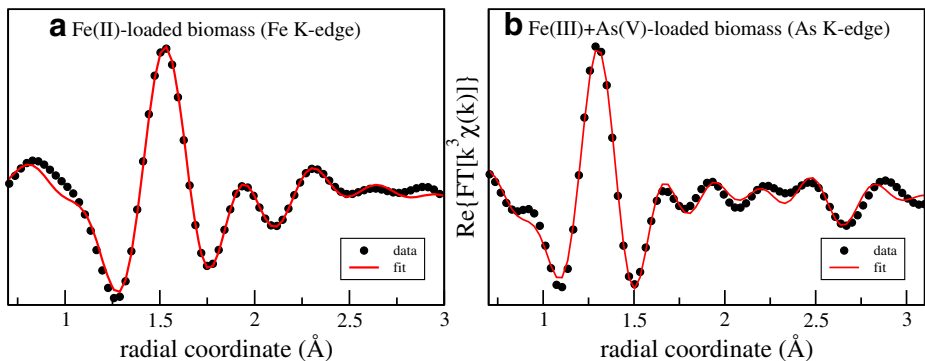 a Fe(II)-loaded biomass (Fe K-edge)
data
fit
1 1.5 2 2.5 3
radial coordinate (Å)
b Fe(III)+As(V)-loaded biomass (As K-edge)
Re{FT[k³χ(k)]}
data
fit
1 1.5 2 2.5 3
radial coordinate (Å)